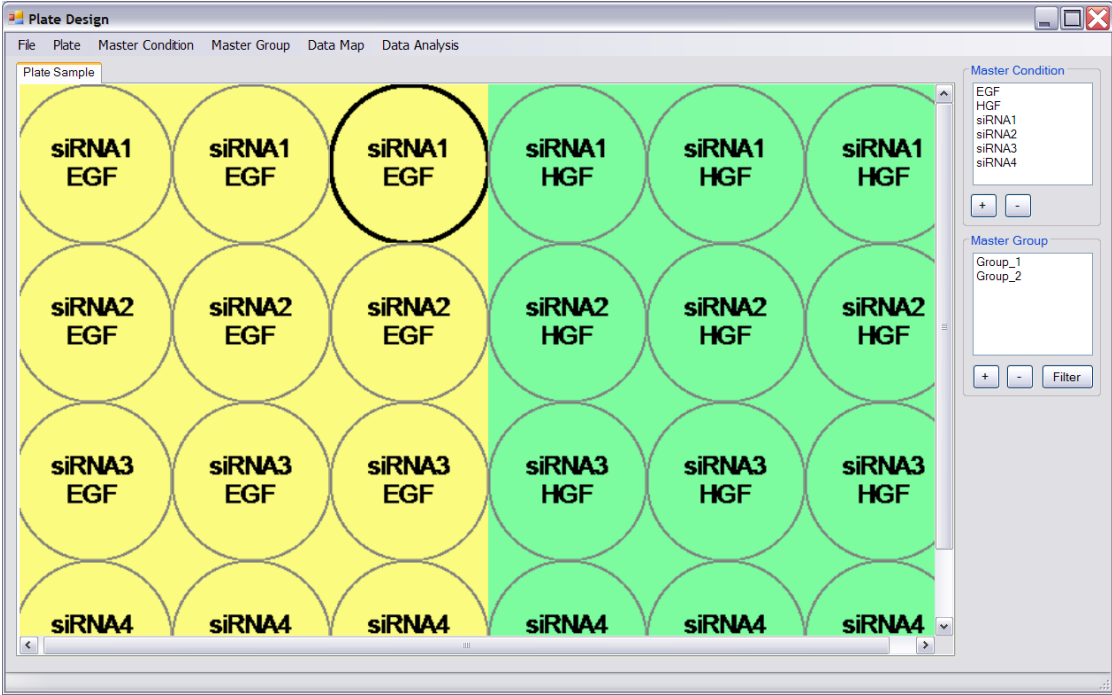 Plate Design
File Plate Master Condition Master Group Data Map Data Analysis
Plate Sample
siRNA1 siRNA1 siRNA1 siRNA1 siRNA1 siRNA1
EGF EGF EGF HGF HGF HGF
siRNA2 siRNA2 siRNA2 siRNA2 siRNA2 siRNA2
EGF EGF EGF HGF HGF HGF
siRNA3 siRNA3 siRNA3 siRNA3 siRNA3 siRNA3
EGF EGF EGF HGF HGF HGF
siRNA4 siRNA4 siRNA4 siRNA4 siRNA4 siRNA4
Master Condition
EGF
HGF
siRNA1
siRNA2
siRNA3
siRNA4
+ -
Master Group
Group_1
Group_2
+ - Filter